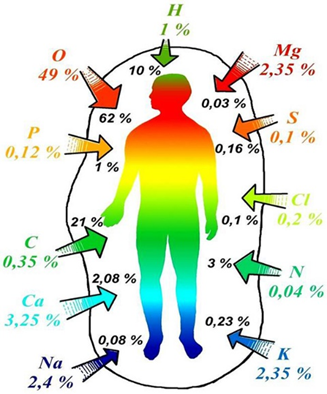 H
1 %
10 %
O
49 %
62 %
Mg
2,35 %
0,03 %
P
0,12 %
1 %
S
0,1 %
0,16 %
Cl
0,2 %
0,1 %
21 %
C
0,35 %
N
0,04 %
3 %
Ca
3,25 %
2,08 %
Na
2,4 %
0,08 %
0,23 %
K
2,35 %